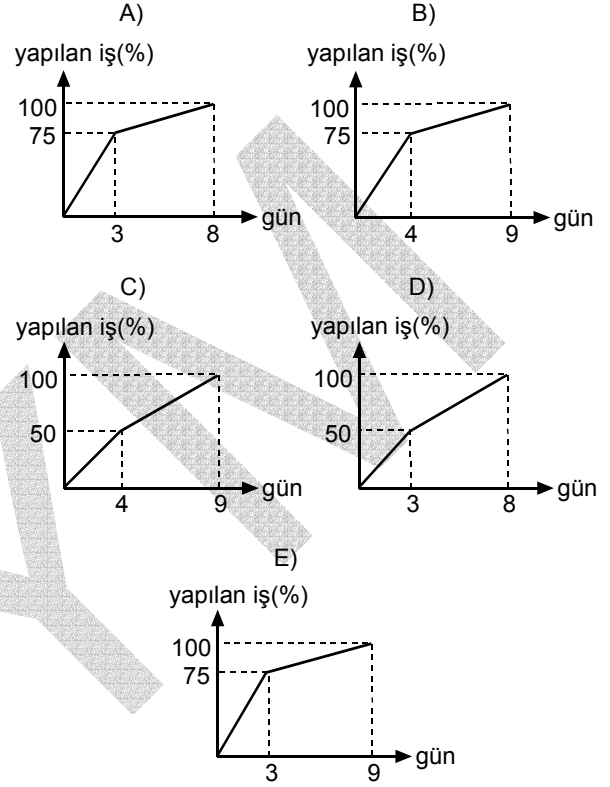 A)
yapılan iş(%)
100
75
3 8
gün
B)
yapılan iş(%)
100
75
4 9
gün
C)
yapılan iş(%)
100
50
4 9
gün
D)
yapılan iş(%)
100
50
3 8
gün
E)
yapılan iş(%)
100
75
3 9
gün